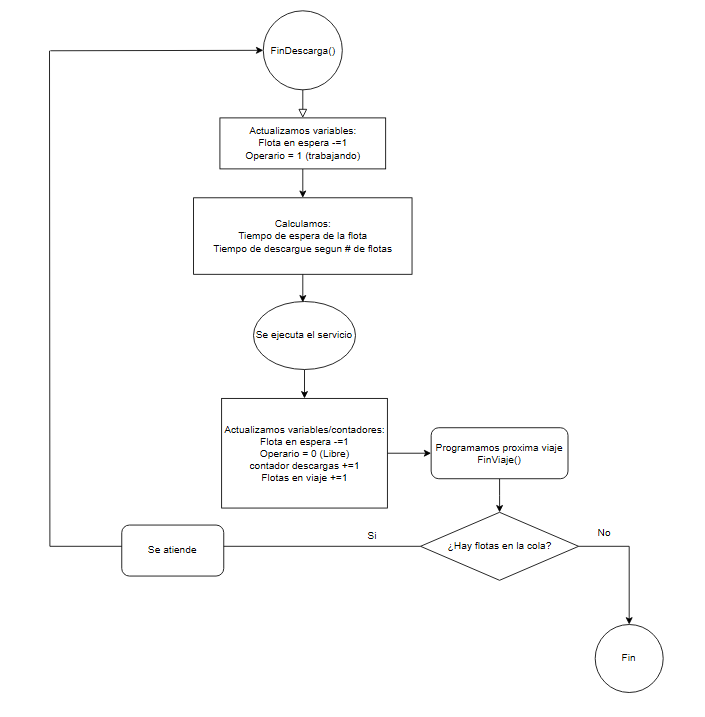 FinDescarga()
Actualizamos variables:
Flota en espera -=1
Operario = 1 (trabajando)
Calculamos:
Tiempo de espera de la flota
Tiempo de descargue segun # de flotas
Se ejecuta el servicio
Actualizamos variables/contadores:
Flota en espera -=1
Operario = 0 (Libre)
contador descargas +=1
Flotas en viaje +=1
Programamos proxima viaje
FinViaje()
¿Hay flotas en la cola?
Si
No
Se atiende
Fin